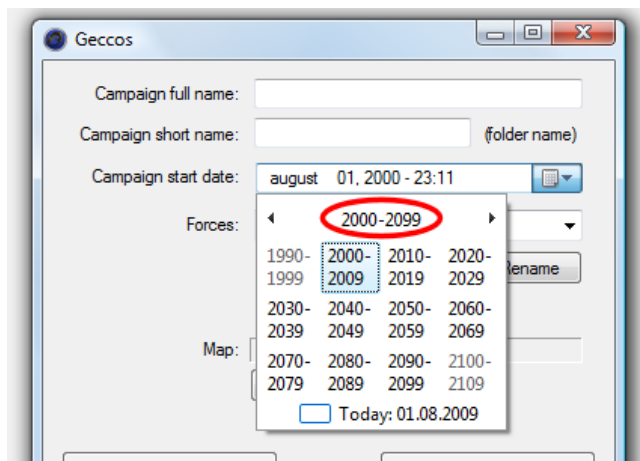 Geccos
Campaign full name:
Campaign short name: (folder name)
Campaign start date: august 01, 2000 - 23:11
Forces:
2000-2099
1990- 2000- 2010- 2020-
1999 2009 2019 2029
Rename
2030- 2040- 2050- 2060-
2039 2049 2059 2069
Map:
2070- 2080- 2090- 2100-
2079 2089 2099 2109
Today: 01.08.2009